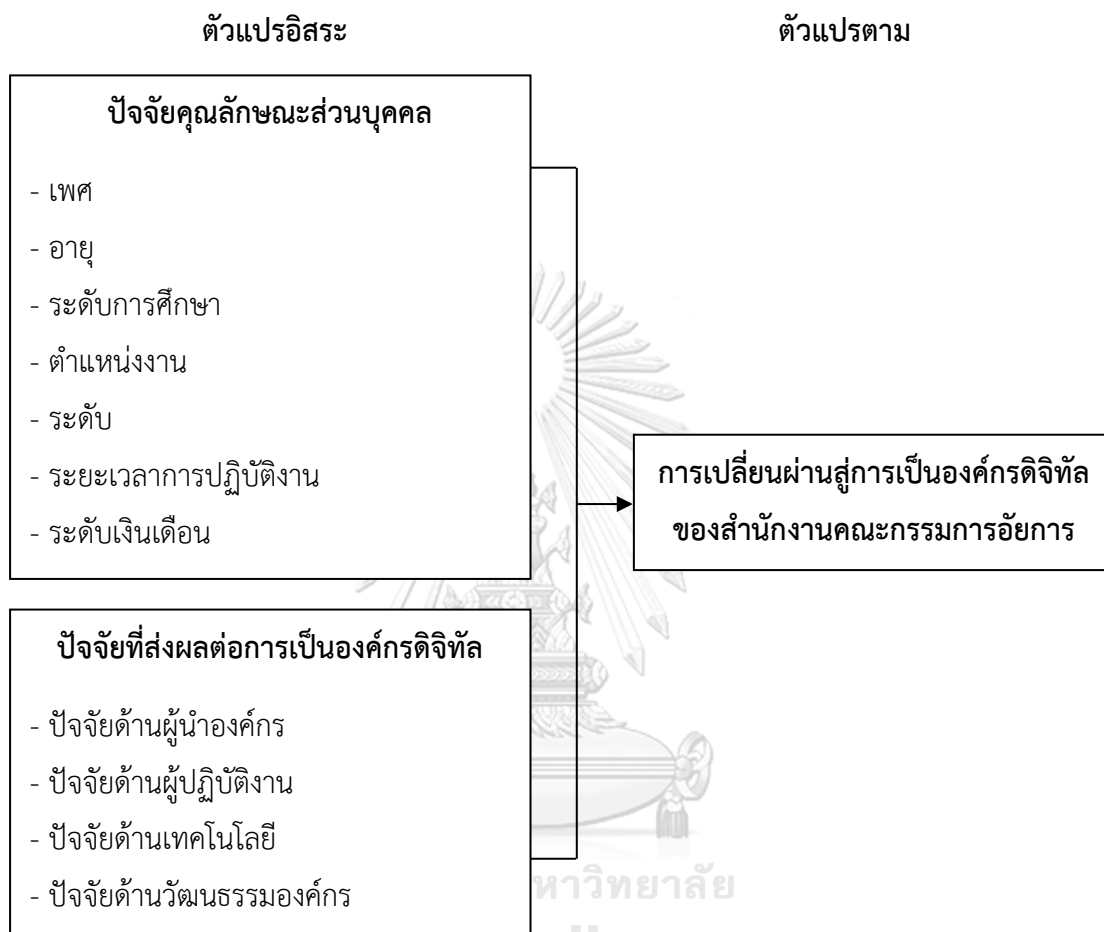 ตัวแปรอิสระ
ตัวแปรตาม
ปัจจัยคุณลักษณะส่วนบุคคล
- เพศ
- อายุ
- ระดับการศึกษา
- ตำแหน่งงาน
- ระดับ
- ระยะเวลาการปฏิบัติงาน
- ระดับเงินเดือน
การเปลี่ยนผ่านสู่การเป็นองค์กรดิจิทัล
ของสำนักงานคณะกรรมการอัยการ
ปัจจัยที่ส่งผลต่อการเป็นองค์กรดิจิทัล
- ปัจจัยด้านผู้นำองค์กร
- ปัจจัยด้านผู้ปฏิบัติงาน
- ปัจจัยด้านเทคโนโลยี
- ปัจจัยด้านวัฒนธรรมองค์กร
หาวิทยาลัย